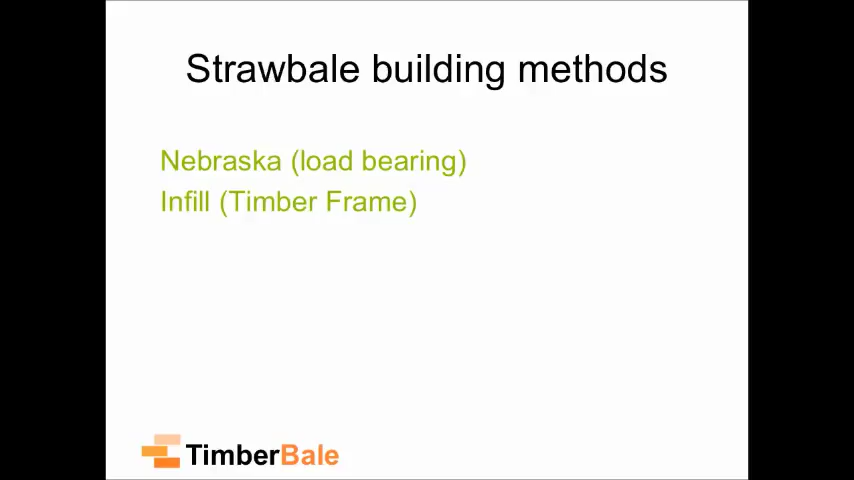 Strawbale building methods
Nebraska (load bearing)
Infill (Timber Frame)
TimberBale